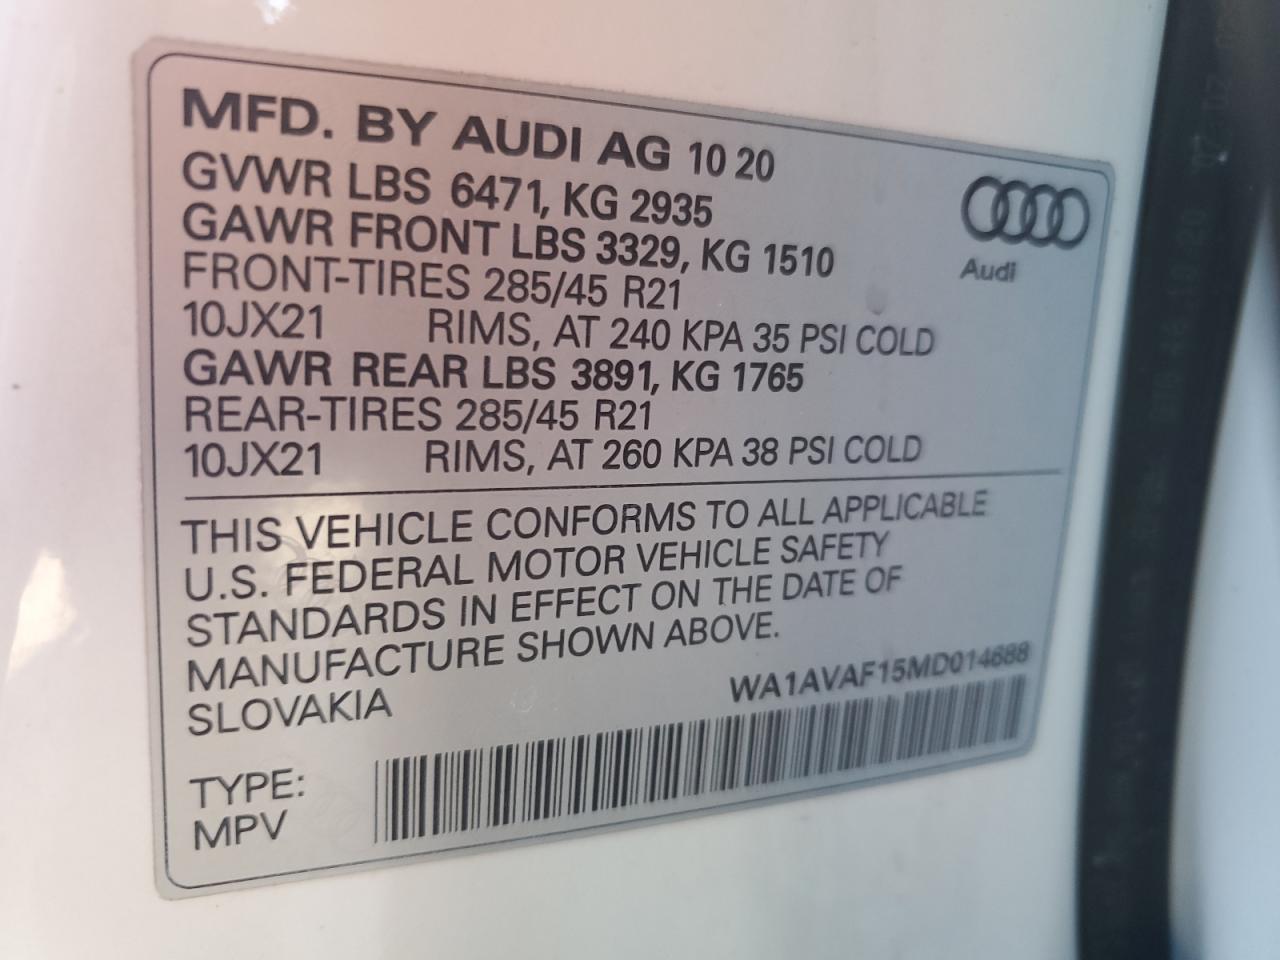 MFD. BY AUDI AG 10 20
GVWR LBS 6471, KG 2935
GAWR FRONT LBS 3329, KG 1510
FRONT-TIRES 285/45 R21
10JX21 RIMS, AT 240 KPA 35 PSI COLD
GAWR REAR LBS 3891, KG 1765
REAR-TIRES 285/45 R21
10JX21 RIMS, AT 260 KPA 38 PSI COLD
Audi
THIS VEHICLE CONFORMS TO ALL APPLICABLE
U.S. FEDERAL MOTOR VEHICLE SAFETY
STANDARDS IN EFFECT ON THE DATE OF
MANUFACTURE SHOWN ABOVE.
SLOVAKIA
WA1AVAF15MD014688
TYPE:
MPV